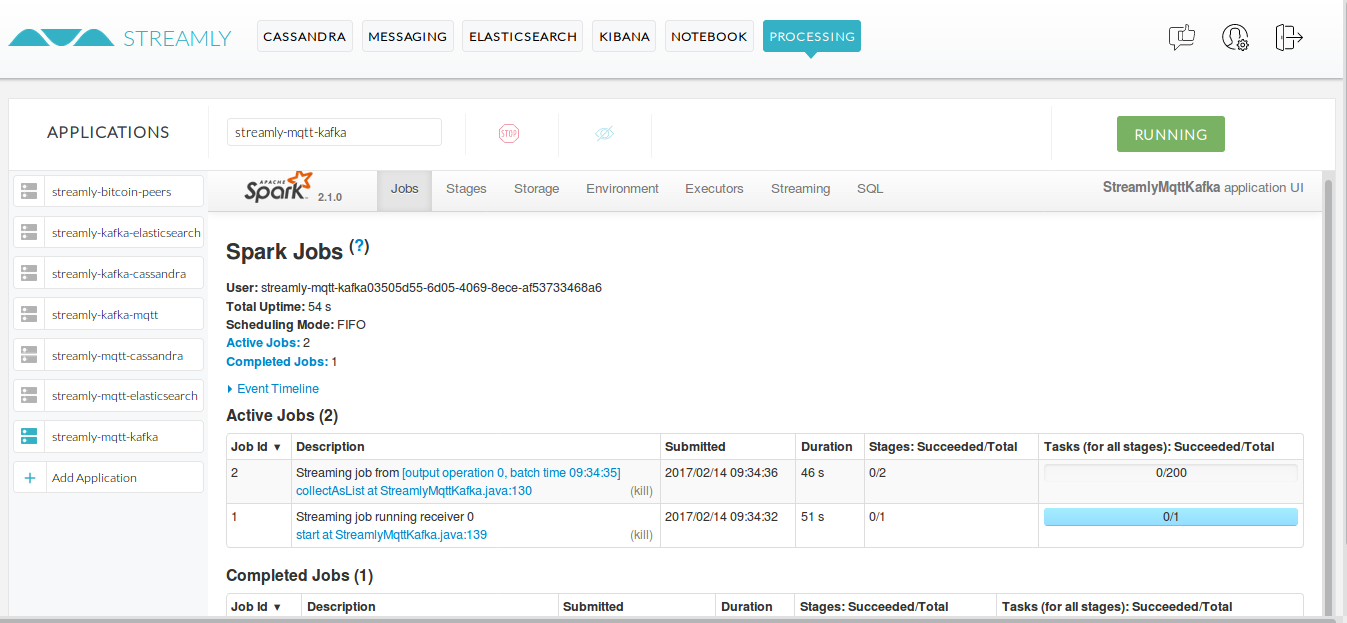 STREAMLY CASSANDRA MESSAGING ELASTICSEARCH KIBANA NOTEBOOK PROCESSING
APPLICATIONS streamly-mqtt-kafka STOP RUNNING
streamly-bitcoin-peers
streamly-kafka-elasticsearch
streamly-kafka-cassandra
streamly-kafka-mqtt
streamly-mqtt-cassandra
streamly-mqtt-elasticsearch
streamly-mqtt-kafka
+ Add Application
APACHE Spark 2.1.0 Jobs Stages Storage Environment Executors Streaming SQL StreamlyMqttKafka application UI
Spark Jobs (?)
User: streamly-mqtt-kafka03505d55-6d05-4069-8ece-af53733468a6
Total Uptime: 54 s
Scheduling Mode: FIFO
Active Jobs: 2
Completed Jobs: 1
Event Timeline
Active Jobs (2)
Job Id ▼ Description Submitted Duration Stages: Succeeded/Total Tasks (for all stages): Succeeded/Total
2 Streaming job from [output operation 0, batch time 09:34:35] 2017/02/14 09:34:36 46 s 0/2 0/200
collectAsList at StreamlyMqttKafka.java:130 (kill)
1 Streaming job running receiver 0 2017/02/14 09:34:32 51 s 0/1 0/1
start at StreamlyMqttKafka.java:139 (kill)
Completed Jobs (1)
Job Id ▼ Description Submitted Duration Stages: Succeeded/Total Tasks (for all stages): Succeeded/Total